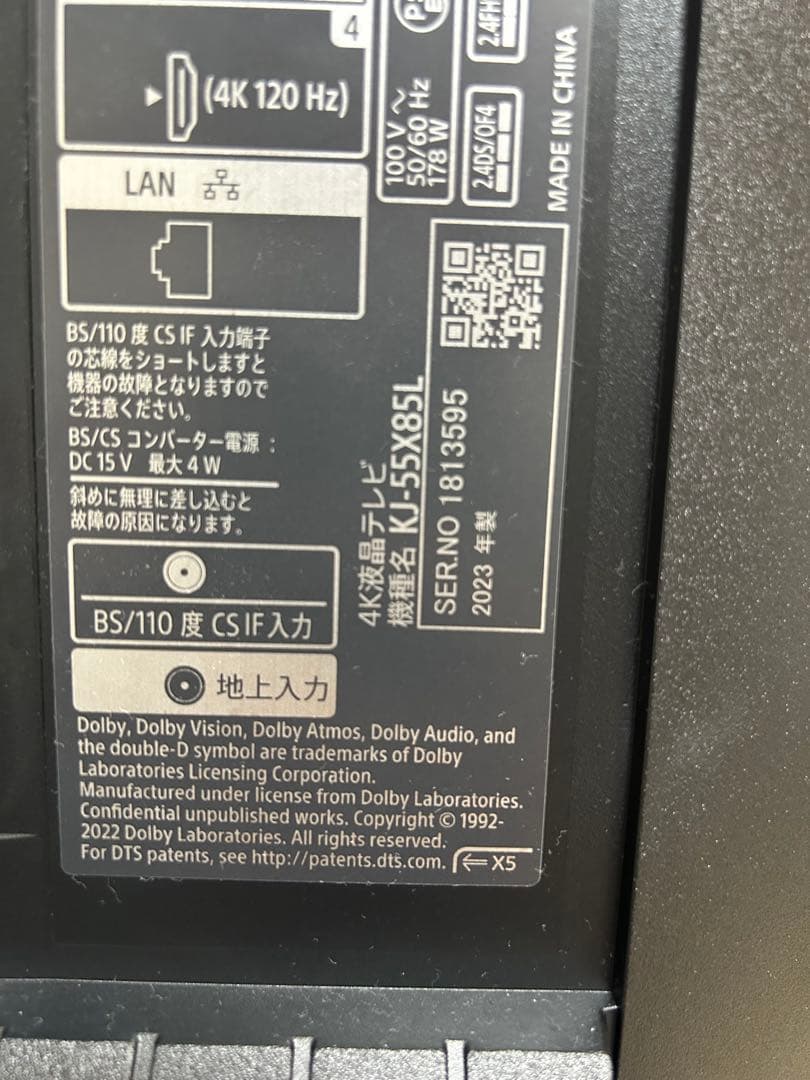 4
(4K 120 Hz)
LAN
BS/110 度 CS IF 入力端子
の芯線をショートしますと
機器の故障となりますので
ご注意ください。
BS/CS コンバーター電源：
DC 15 V 最大 4 W
斜めに無理に差し込むと
故障の原因になります。
BS/110 度 CS IF 入力
地上入力
100 V ～
50/60 Hz
178 W
2.4DS/OF4
MADE IN CHINA
4K液晶テレビ
機種名 KJ-55X85L
SER.NO 1813595
2023 年製
Dolby, Dolby Vision, Dolby Atmos, Dolby Audio, and
the double-D symbol are trademarks of Dolby
Laboratories Licensing Corporation.
Manufactured under license from Dolby Laboratories.
Confidential unpublished works. Copyright © 1992-
2022 Dolby Laboratories. All rights reserved.
For DTS patents, see http://patents.dts.com.
X5